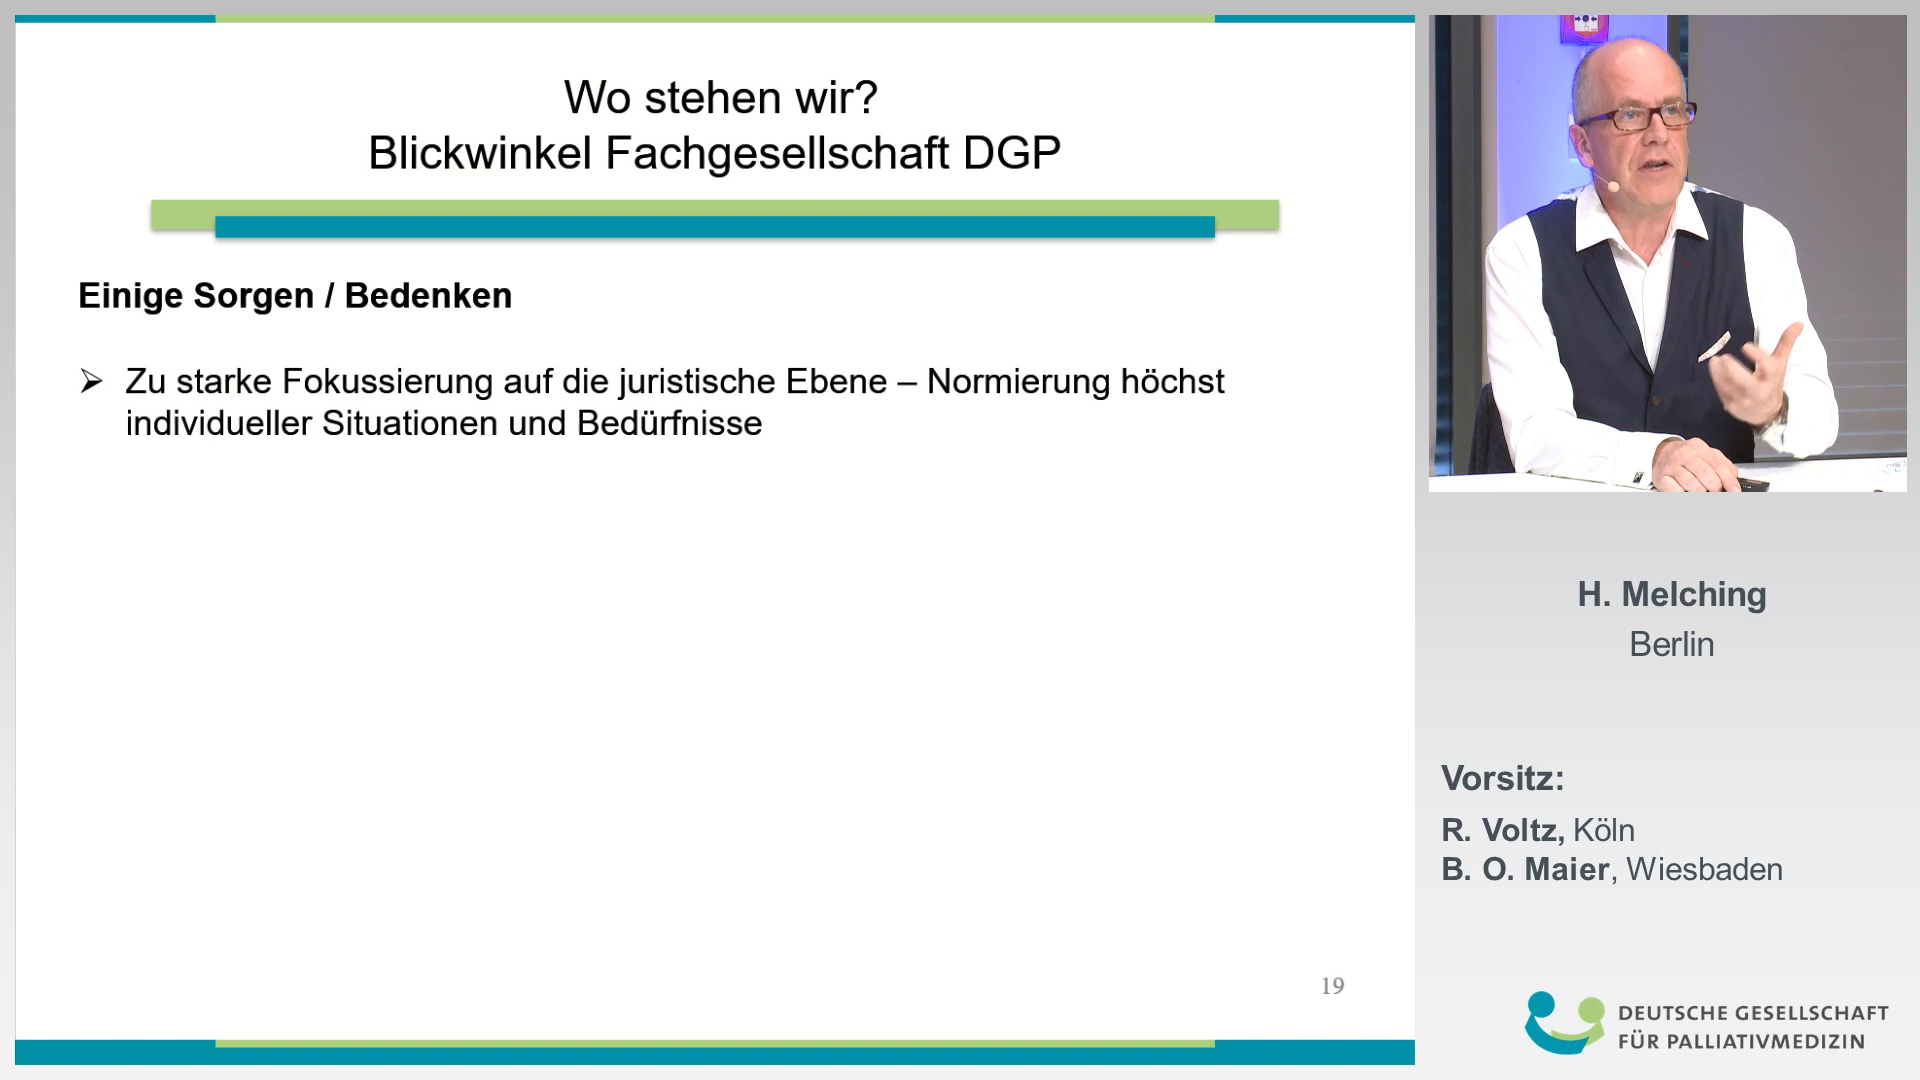 Wo stehen wir?
Blickwinkel Fachgesellschaft DGP
Einige Sorgen / Bedenken
➢ Zu starke Fokussierung auf die juristische Ebene – Normierung höchst
individueller Situationen und Bedürfnisse
19
H. Melching
Berlin
Vorsitz:
R. Voltz, Köln
B. O. Maier, Wiesbaden
DEUTSCHE GESELLSCHAFT
FÜR PALLIATIVMEDIZIN